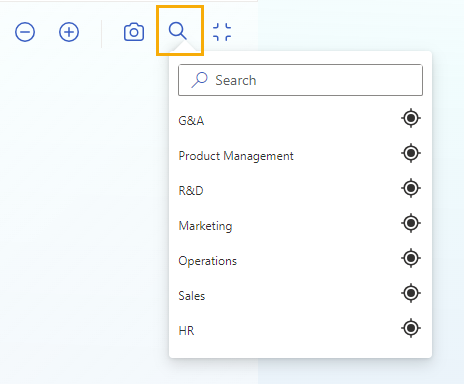 Search
G&A
Product Management
R&D
Marketing
Operations
Sales
HR